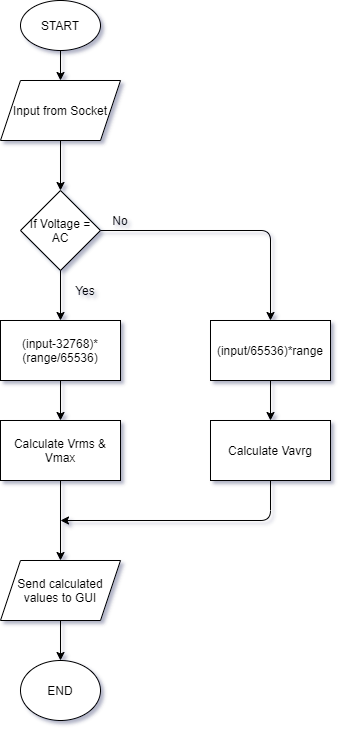 START
Input from Socket
If Voltage =
AC
No
Yes
(input-32768)*
(range/65536)
(input/65536)*range
Calculate Vrms &
Vmax
Calculate Vavrg
Send calculated
values to GUI
END